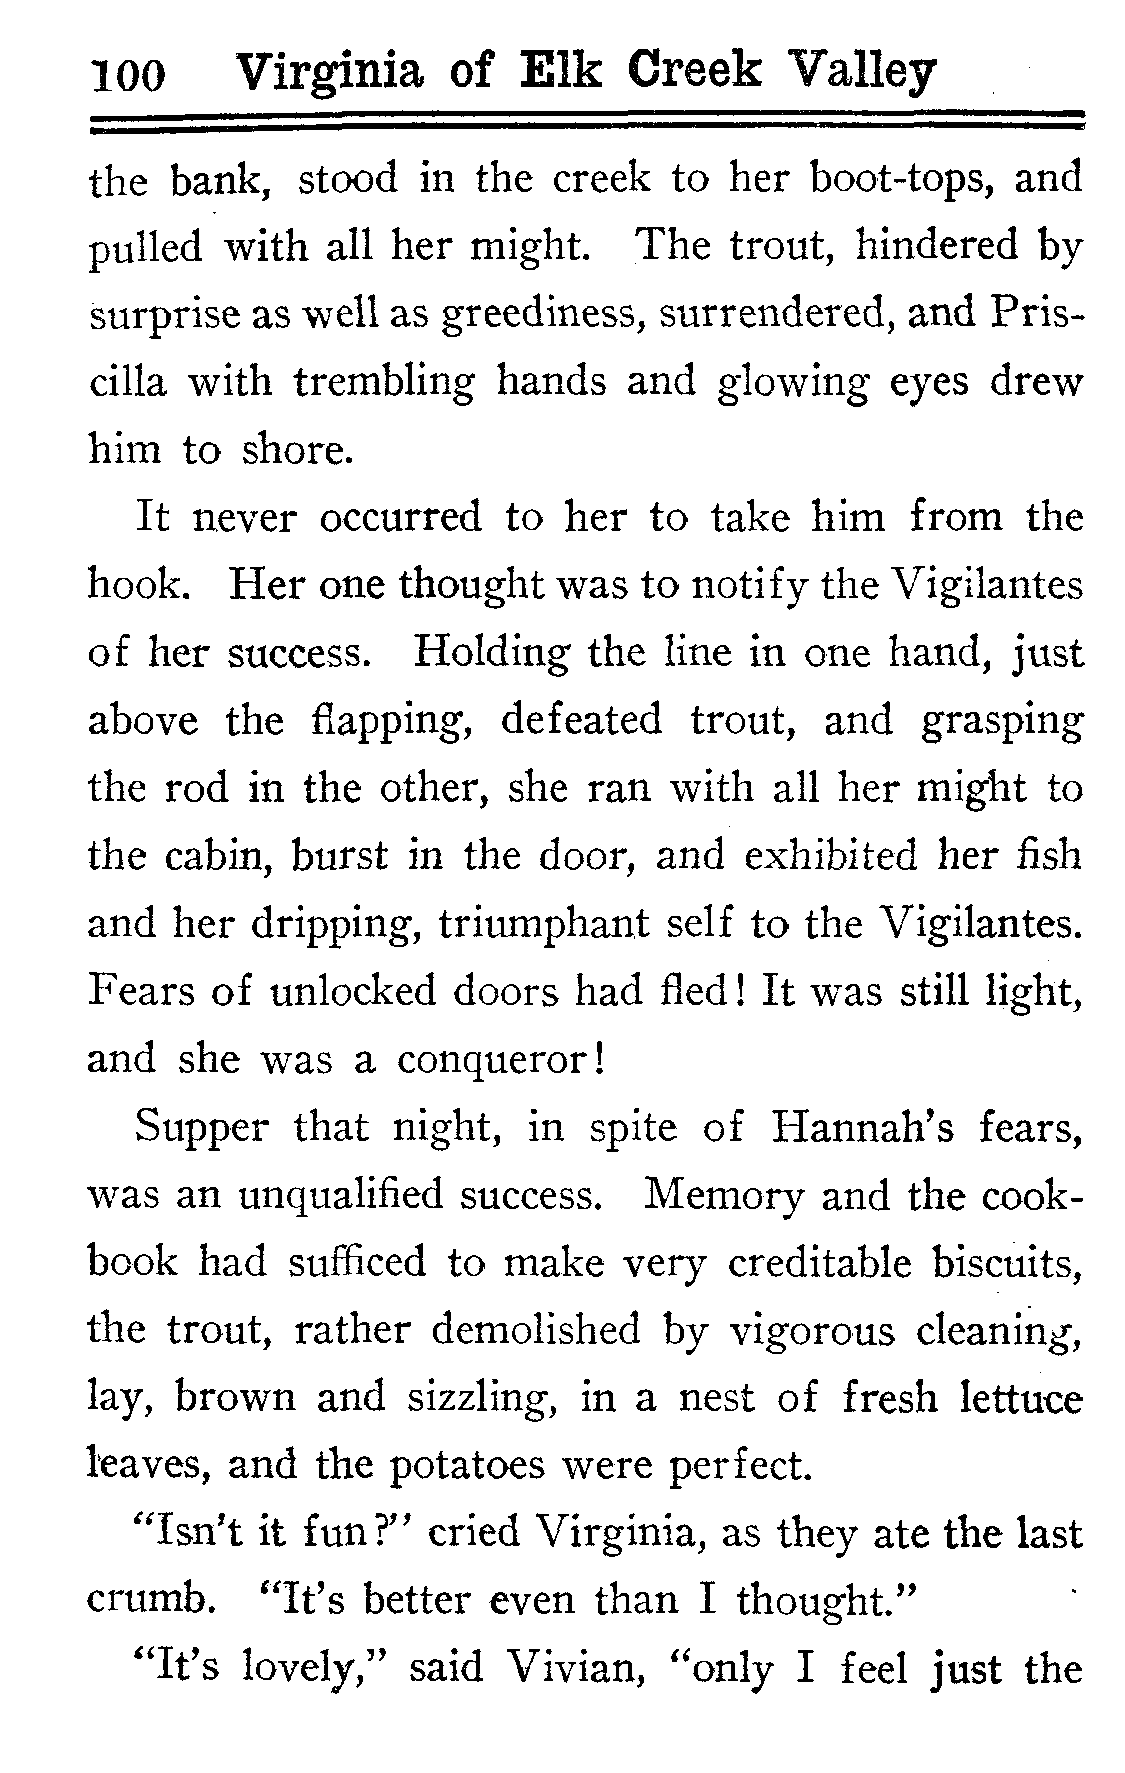 100 Virginia of Elk Creek Valley
the bank, stood in the creek to her boot-tops, and
pulled with all her might. The trout, hindered by
surprise as well as greediness, surrendered, and Pris-
cilla with trembling hands and glowing eyes drew
him to shore.
It never occurred to her to take him from the
hook. Her one thought was to notify the Vigilantes
of her success. Holding the line in one hand, just
above the flapping, defeated trout, and grasping
the rod in the other, she ran with all her might to
the cabin, burst in the door, and exhibited her fish
and her dripping, triumphant self to the Vigilantes.
Fears of unlocked doors had fled! It was still light,
and she was a conqueror!
Supper that night, in spite of Hannah's fears,
was an unqualified success. Memory and the cook-
book had sufficed to make very creditable biscuits,
the trout, rather demolished by vigorous cleaning,
lay, brown and sizzling, in a nest of fresh lettuce
leaves, and the potatoes were perfect.
"Isn't it fun?" cried Virginia, as they ate the last
crumb. "It's better even than I thought."
"It's lovely," said Vivian, "only I feel just the